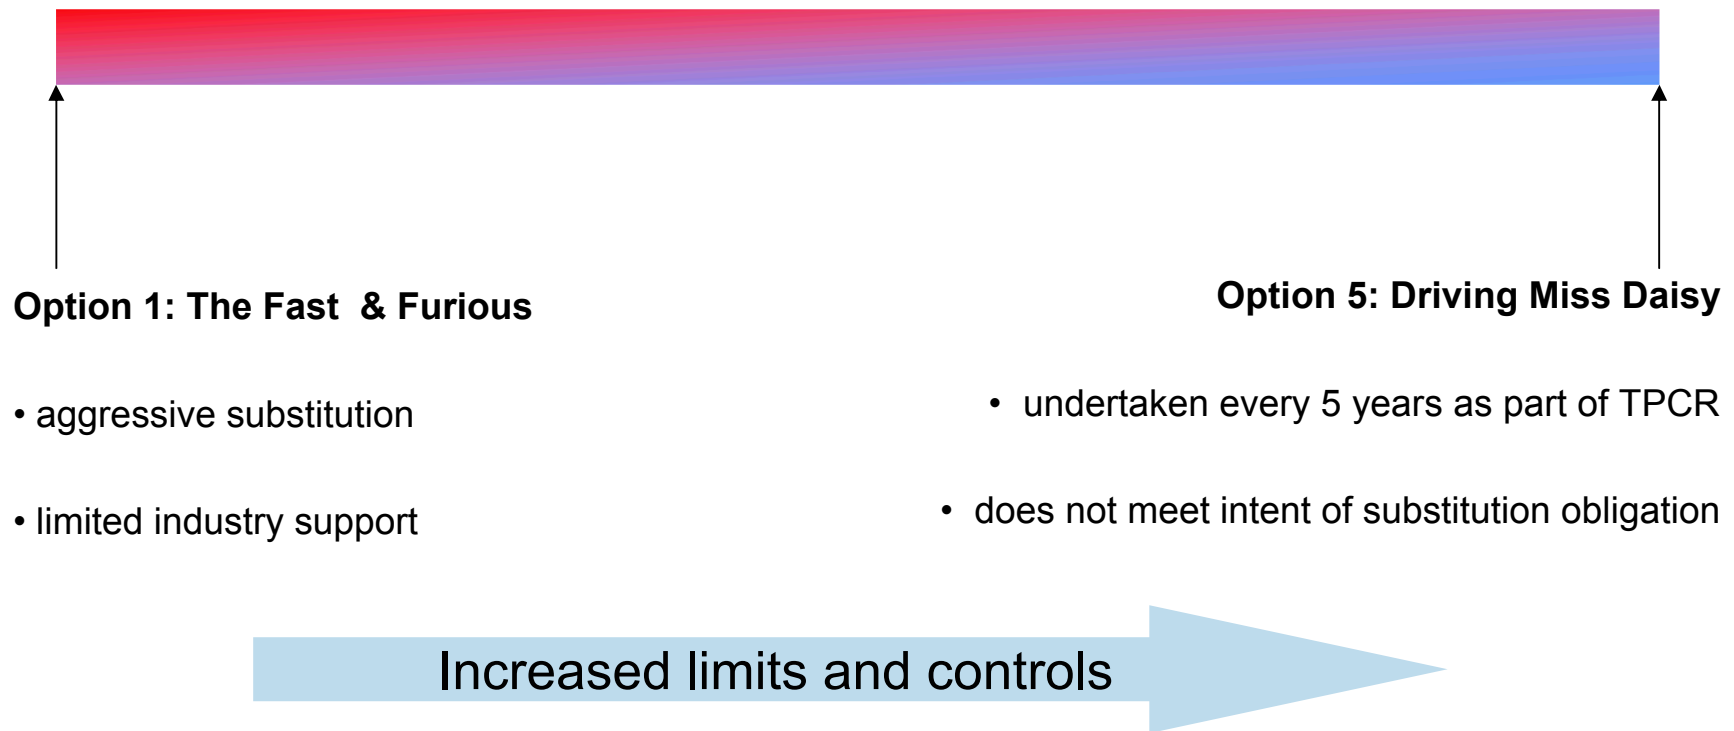 Option 1: The Fast  & Furious
• aggressive substitution
• limited industry support
Option 5: Driving Miss Daisy
• undertaken every 5 years as part of TPCR
• does not meet intent of substitution obligation
Increased limits and controls